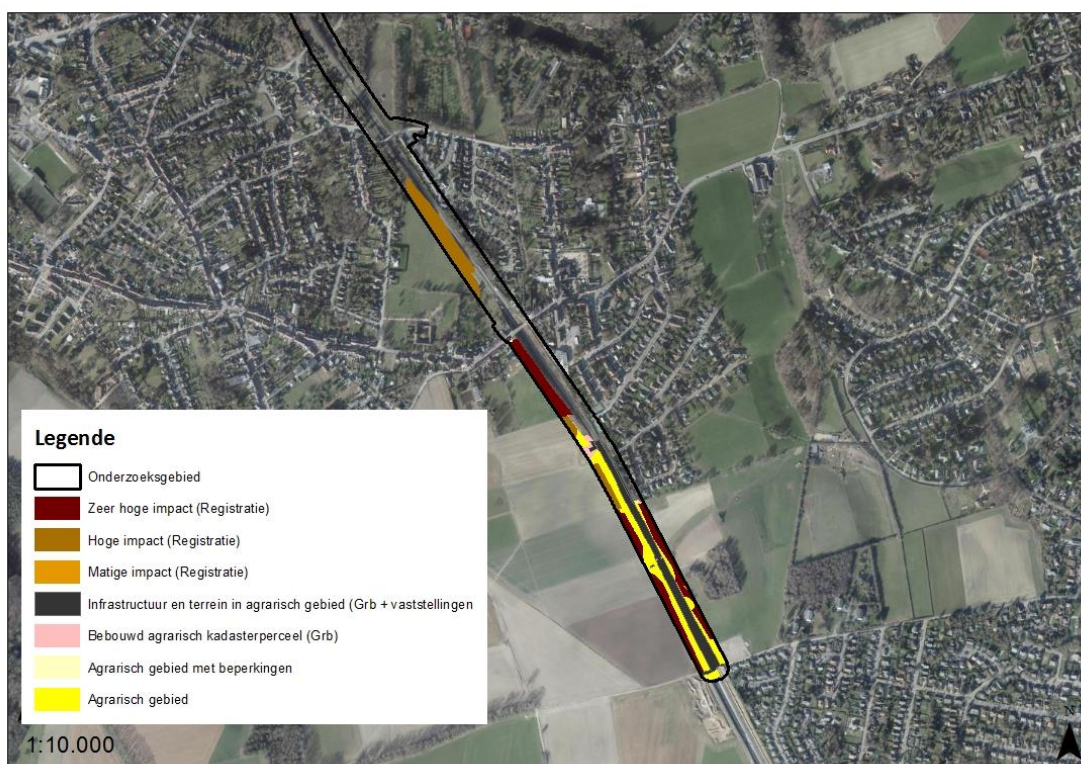 Legende
Onderzoeksgebied
Zeer hoge impact (Registratie)
Hoge impact (Registratie)
Matige impact (Registratie)
Infrastructuur en terrein in agrarisch gebied (Grb + vaststellingen
Bebouwd agrarisch kadasterperceel (Grb)
Agrarisch gebied met beperkingen
Agrarisch gebied
1:10.000
N